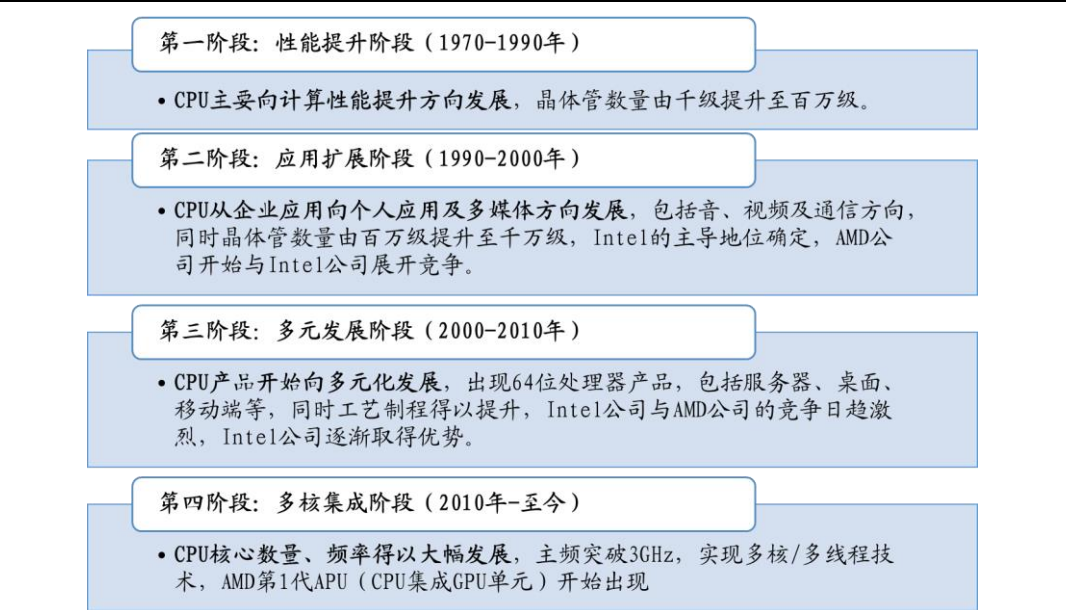 第一阶段：性能提升阶段（1970-1990年）
•CPU主要向计算性能提升方向发展，晶体管数量由千级提升至百万级。
第二阶段：应用扩展阶段（1990-2000年）
•CPU从企业应用向个人应用及多媒体方向发展，包括音、视频及通信方向，
同时晶体管数量由百万级提升至千万级，Intel的主导地位确定，AMD公
司开始与Intel公司展开竞争。
第三阶段：多元发展阶段（2000-2010年）
•CPU产品开始向多元化发展，出现64位处理器产品，包括服务器、桌面、
移动端等，同时工艺制程得以提升，Intel公司与AMD公司的竞争日趋激
烈，Intel公司逐渐取得优势。
第四阶段：多核集成阶段（2010年-至今）
•CPU核心数量、频率得以大幅发展，主频突破3GHz，实现多核/多线程技
术，AMD第1代APU（CPU集成GPU单元）开始出现